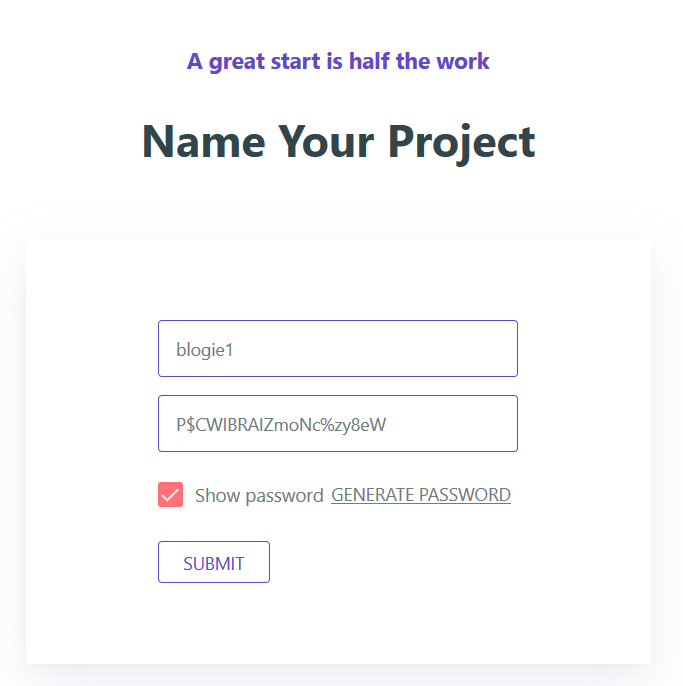 A great start is half the work
Name Your Project
blogie1
P$CWIBRAIZmoNc%zy8eW
Show password GENERATE PASSWORD
SUBMIT